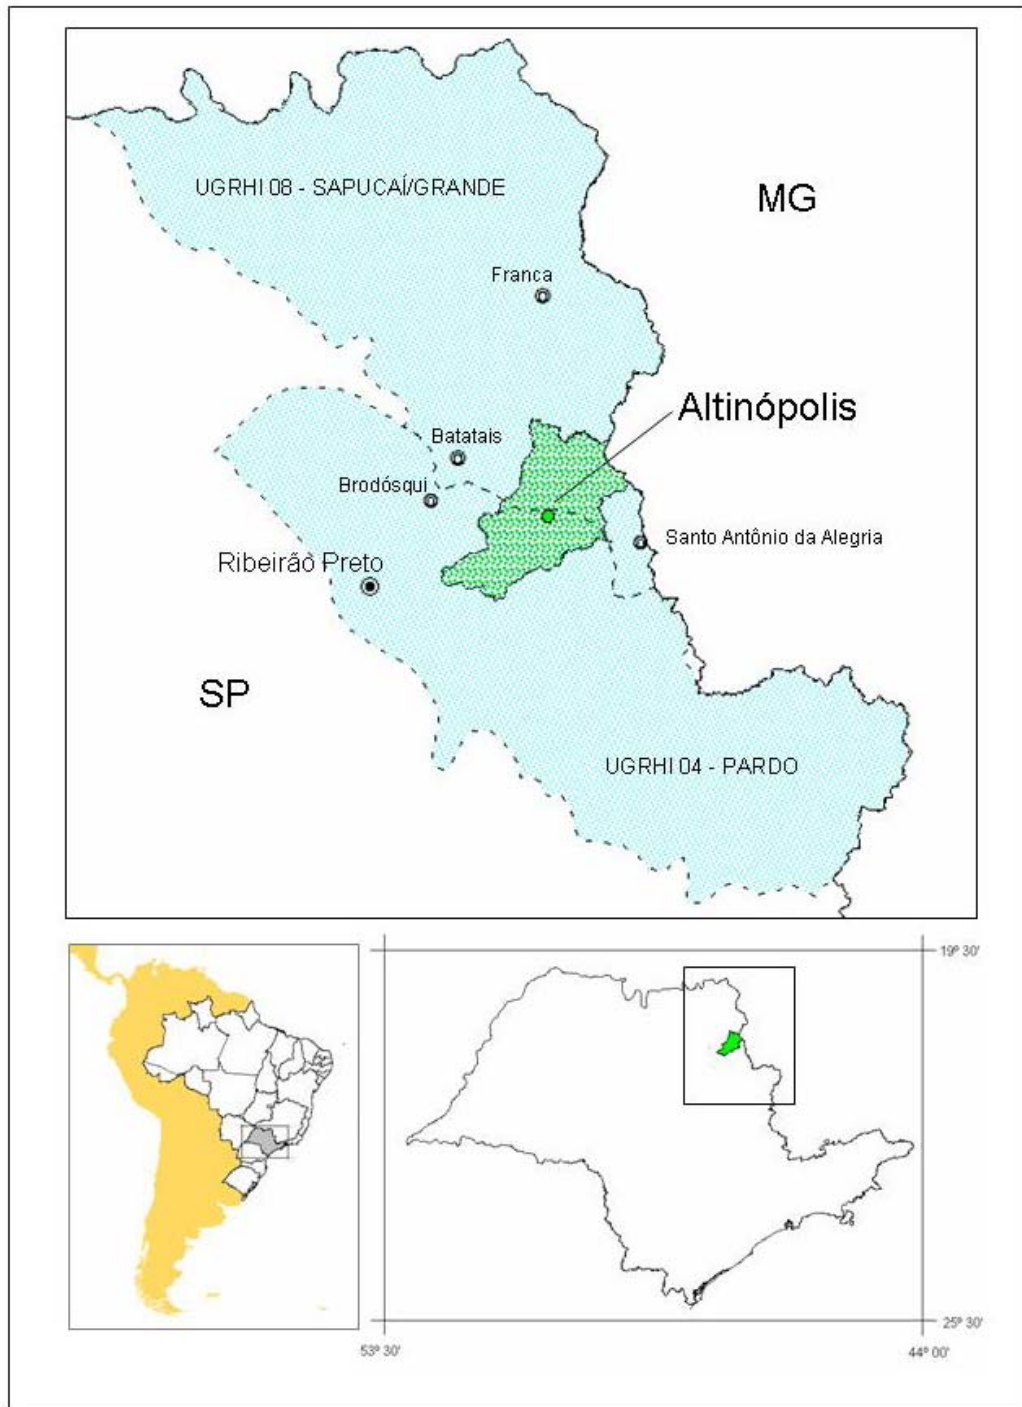 UGRHI 08 - SAPUCAÍ/GRANDE
MG
Franca
Altinópolis
Batatais
Brodósqui
Santo Antônio da Alegria
Ribeirão Preto
SP
UGRHI 04 - PARDO
19º 30'
25º 30'
53º 30'
44º 00'